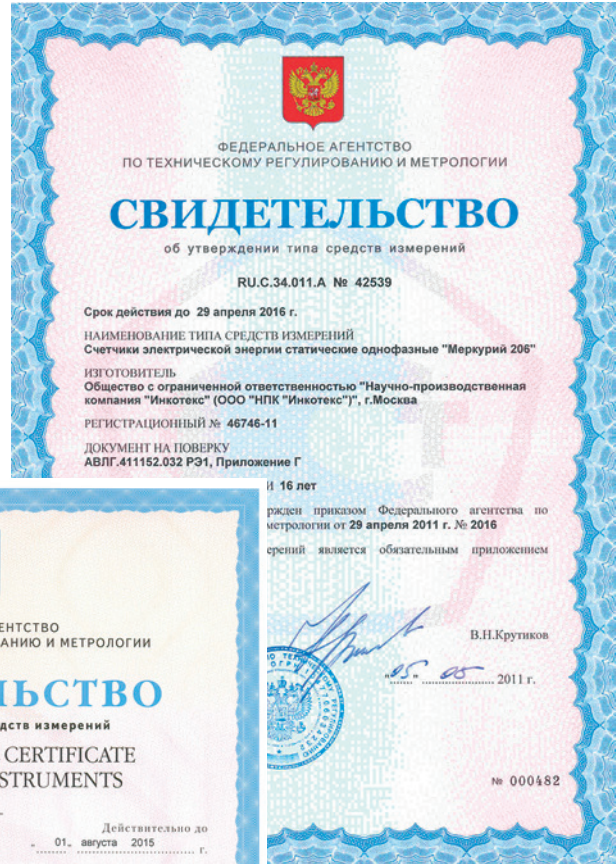 ФЕДЕРАЛЬНОЕ АГЕНТСТВО
ПО ТЕХНИЧЕСКОМУ РЕГУЛИРОВАНИЮ И МЕТРОЛОГИИ
СВИДЕТЕЛЬСТВО
об утверждении типа средств измерений
RU.C.34.011.A № 42539
Срок действия до 29 апреля 2016 г.
НАИМЕНОВАНИЕ ТИПА СРЕДСТВ ИЗМЕРЕНИЙ
Счетчики электрической энергии статические однофазные "Меркурий 206"
ИЗГОТОВИТЕЛЬ
Общество с ограниченной ответственностью "Научно-производственная
компания "Инкотекс" (ООО "НПК "Инкотекс")", г.Москва
РЕГИСТРАЦИОННЫЙ № 46746-11
ДОКУМЕНТ НА ПОВЕРКУ
АВЛГ.411152.032 РЭ1, Приложение Г
И 16 лет
ржден приказом Федерального агентства по
метрологии от 29 апреля 2011 г. № 2016
ерений является обязательным приложением
В.Н.Крутиков
"05" 05 2011 г.
№ 000482
ЕНТСТВО
АНИЮ И МЕТРОЛОГИИ
ЬСТВО
дств измерений
CERTIFICATE
STRUMENTS
Действительно до
" 01 " августа 2015 г.